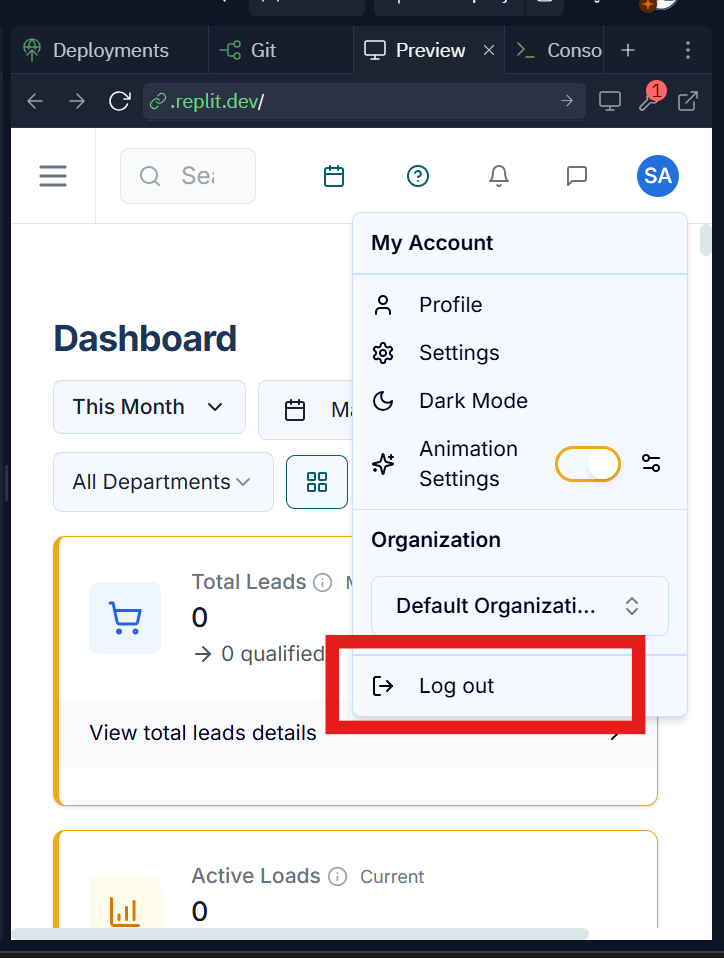 Deployments Git Preview Conso
.replit.dev/ 1
Sea SA
My Account
Profile
Dashboard
Settings
This Month
Dark Mode
Animation
Settings
All Departments
Organization
Total Leads
0
Default Organizati...
0 qualified
Log out
View total leads details
Active Loads Current
0